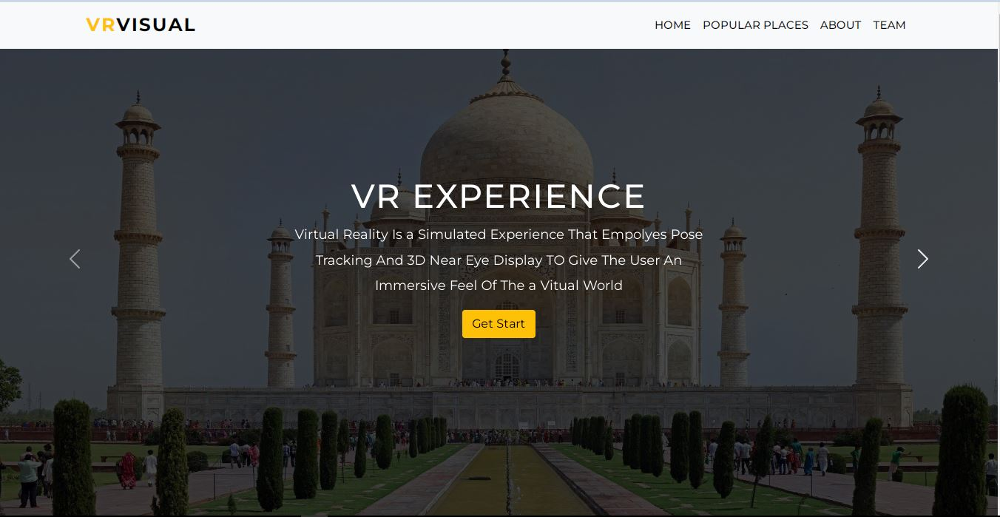 VRVISUAL
HOME POPULAR PLACES ABOUT TEAM
VR EXPERIENCE
Virtual Reality Is a Simulated Experience That Empolyes Pose
Tracking And 3D Near Eye Display TO Give The User An
Immersive Feel Of The a Vitual World
Get Start